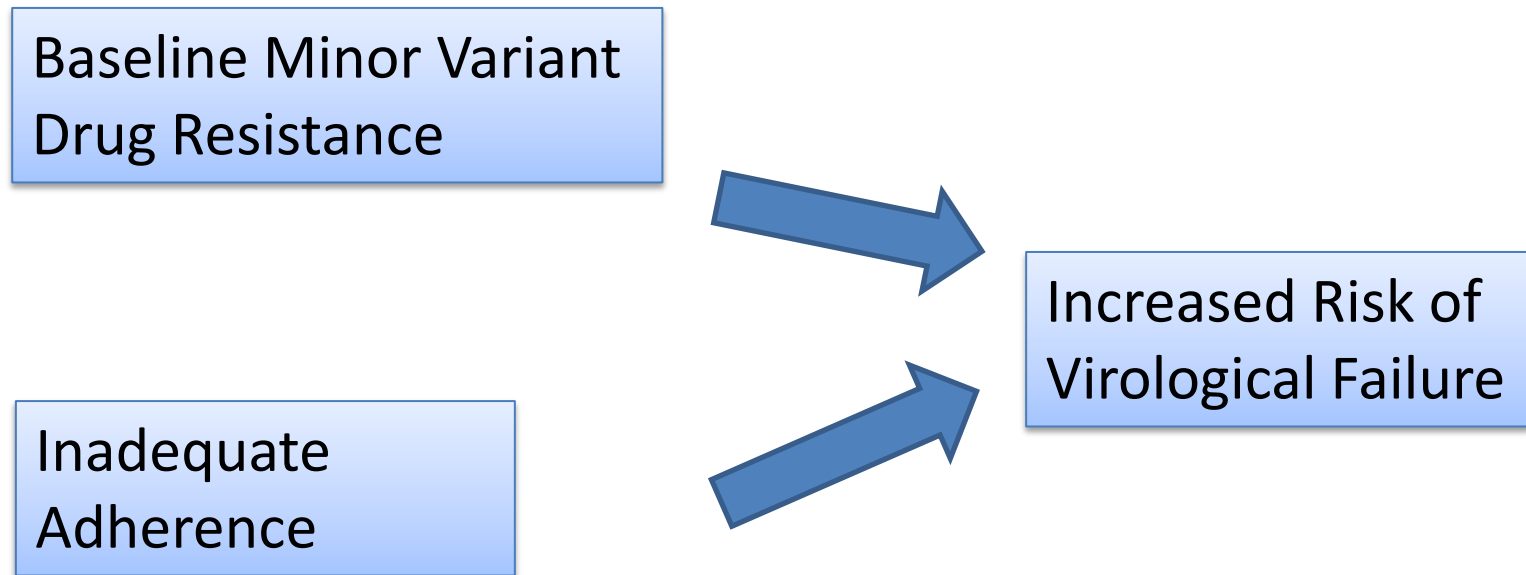 Baseline Minor Variant
Drug Resistance
Increased Risk of
Virological Failure
Inadequate
Adherence